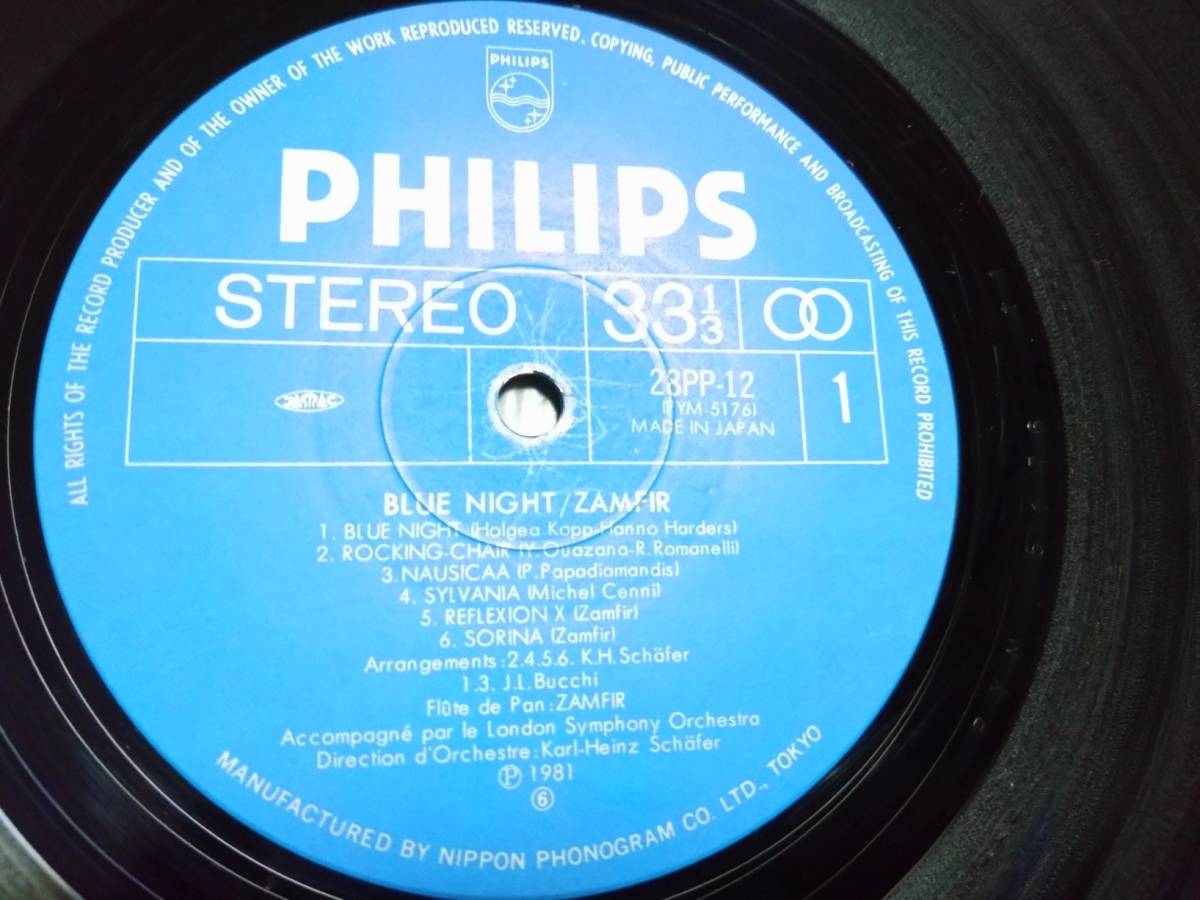 ALL RIGHTS OF THE RECORD PRODUCER AND OF THE OWNER OF THE WORK REPRODUCED RESERVED. COPYING, PUBLIC PERFORMANCE AND BROADCASTING OF THIS RECORD PROHIBITED
PHILIPS
PHILIPS
STEREO 33 1/3
JASRAC
23PP-12 1
(PYM-5176)
MADE IN JAPAN
BLUE NIGHT/ZAMFIR
1. BLUE NIGHT (Holgea Kopp-Hanno Harders)
2. ROCKING-CHAIR (Y.Ouazana-R.Romanelli)
3. NAUSICAA (P.Papadiamandis)
4. SYLVANIA (Michel Cenni)
5. REFLEXION X (Zamfir)
6. SORINA (Zamfir)
Arrangements:2.4.5.6. K.H.Schäfer
1.3. J.L.Bucchi
Flûte de Pan:ZAMFIR
Accompagné par le London Symphony Orchestra
Direction d'Orchestre:Karl-Heinz Schäfer
Ⓟ 1981
⑥
MANUFACTURED BY NIPPON PHONOGRAM CO. LTD., TOKYO